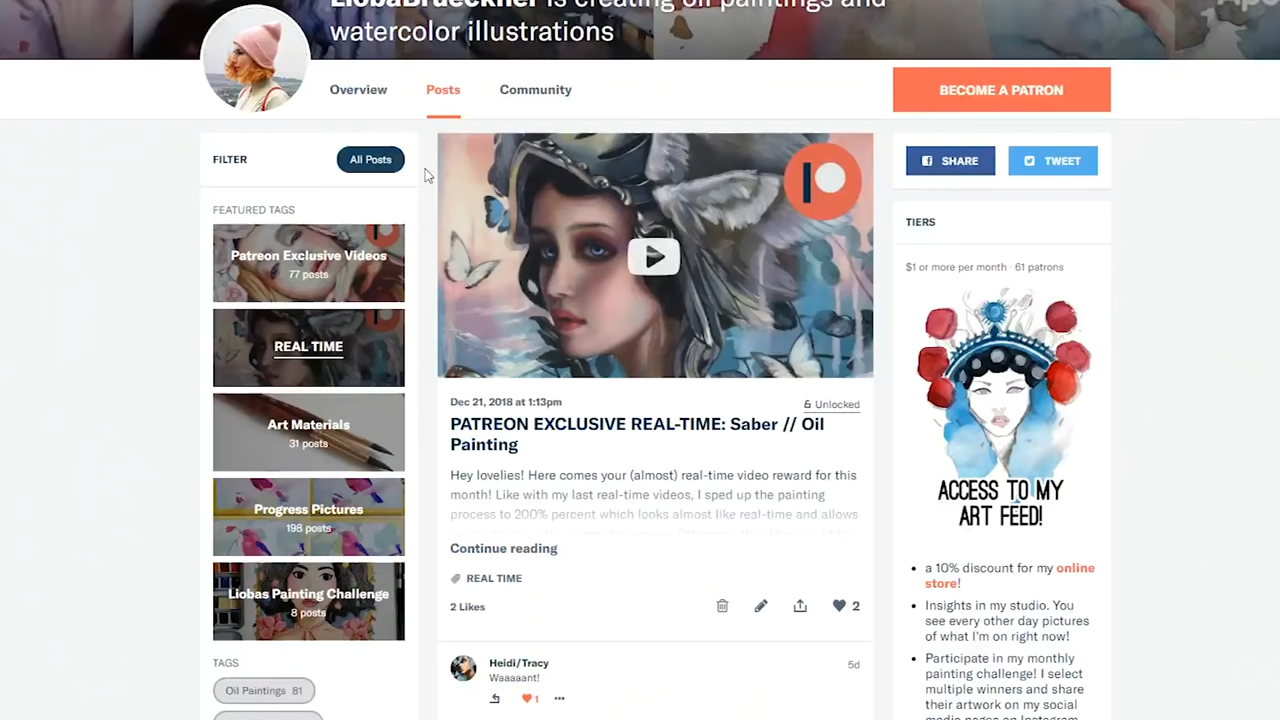 LiobaBrueckner is creating oil paintings and
watercolor illustrations
Overview
Posts
Community
BECOME A PATRON
FILTER
All Posts
FEATURED TAGS
Patreon Exclusive Videos
77 posts
REAL TIME
Art Materials
31 posts
Progress Pictures
198 posts
Liobas Painting Challenge
8 posts
TAGS
Oil Paintings 81
Dec 21, 2018 at 1:13pm
Unlocked
PATREON EXCLUSIVE REAL-TIME: Saber // Oil
Painting
Hey lovelies! Here comes your (almost) real-time video reward for this
month! Like with my last real-time videos, I sped up the painting
process to 200% percent which looks almost like real-time and allows
Continue reading
REAL TIME
2 Likes
2
Heidi/Tracy
5d
Waaaaant!
1
SHARE
TWEET
TIERS
$1 or more per month · 61 patrons
ACCESS TO MY
ART FEED!
• a 10% discount for my online
store!
• Insights in my studio. You
see every other day pictures
of what I'm on right now!
• Participate in my monthly
painting challenge! I select
multiple winners and share
their artwork on my social
media pages on Instagram